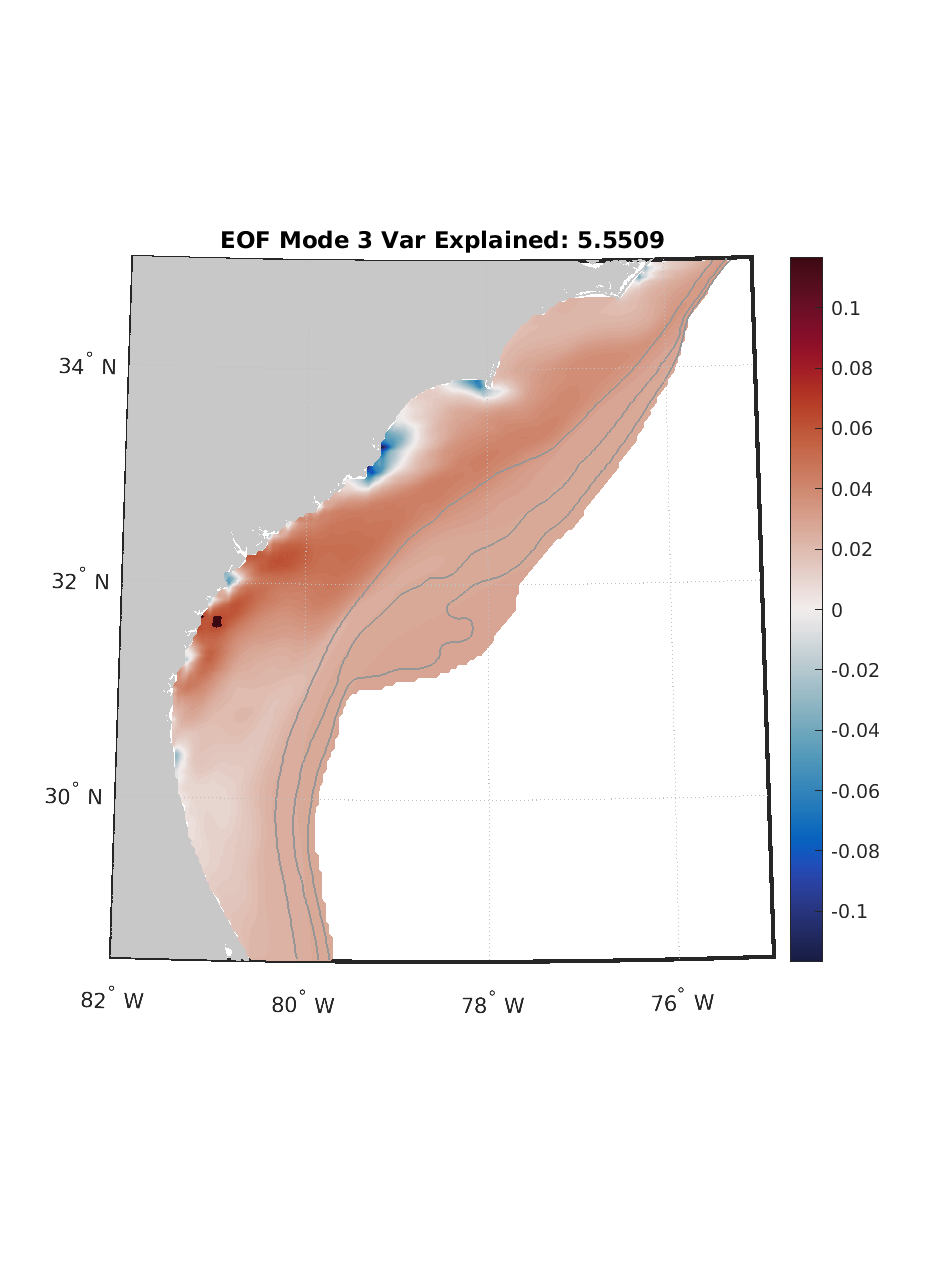 EOF Mode 3 Var Explained: 5.5509
34° N
32° N
30° N
82° W
80° W
78° W
76° W
0.1
0.08
0.06
0.04
0.02
0
-0.02
-0.04
-0.06
-0.08
-0.1